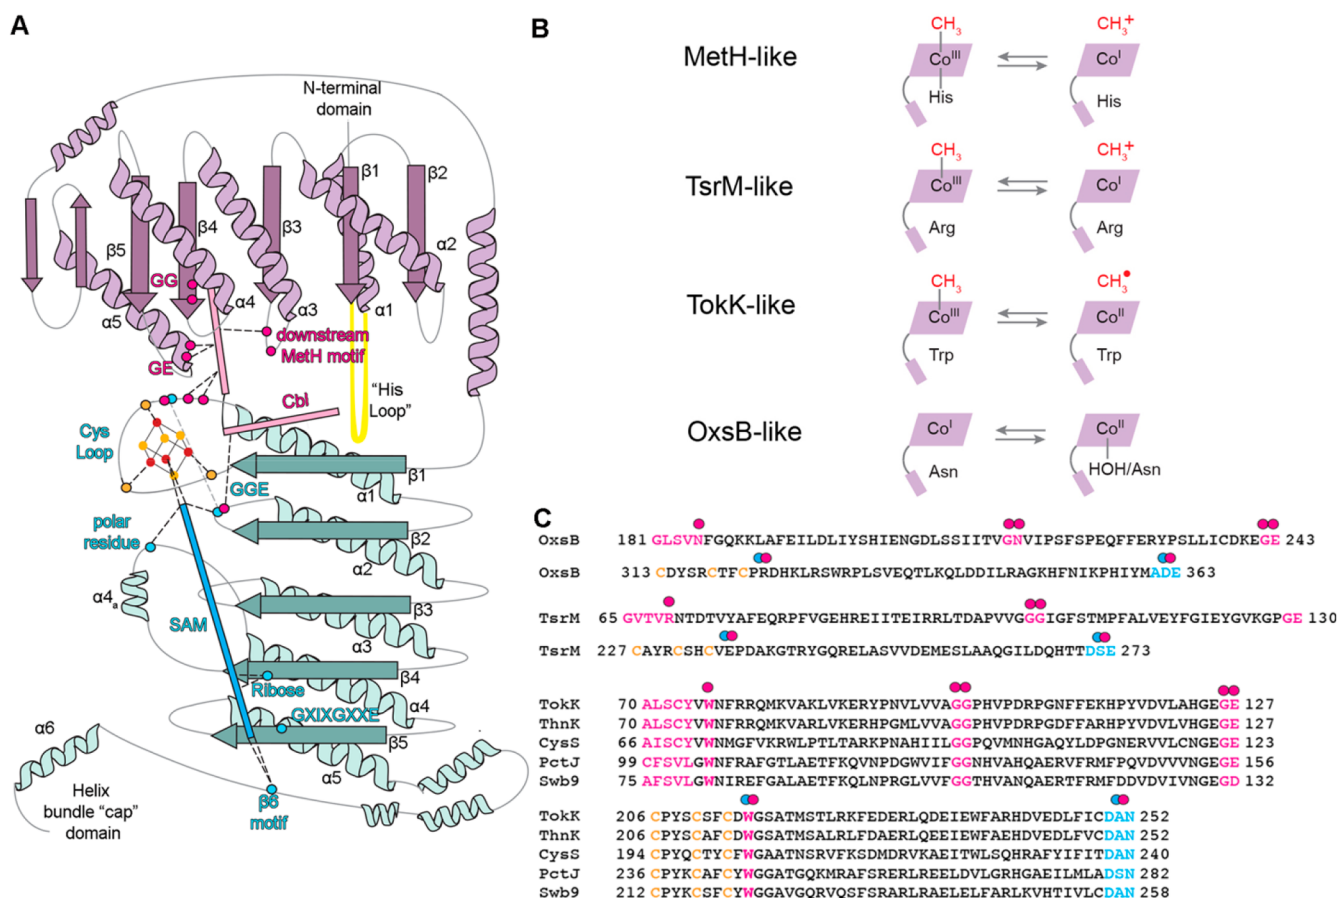 A
N-terminal
domain
β1
β2
β3
β4
β5
GG
α5
α4
α3
α1
α2
downstream
MetH motif
GE
Cbl
"His
Loop"
Cys
Loop
β1
α1
GGE
polar
residue
β2
α2
α4a
SAM
β3
α3
β4
Ribose
α4
GXIXGXXE
β5
α6
α5
Helix
bundle "cap"
domain
β6
motif
B
MetH-like
CH3
CoIII
His
CH3+
CoI
His
TsrM-like
CH3
CoIII
Arg
CH3+
CoI
Arg
TokK-like
CH3
CoIII
Trp
CH3•
CoII
Trp
OxsB-like
CoI
Asn
CoII
HOH/Asn
C
OxsB 181 GLSVNFGQKKLAFEILDLIYSHIENGDLSSIITVGNVIPSFSPEQFFERYPSLLICDKEGE 243
OxsB 313 CDYSRCTFCPRDHKLRSWRPLSVEQTLKQLDDILRAGKHFNIKPHIYMADE 363
TsrM 65 GVTVRNTDTVYAFEQRPFVGEHREIITEIRRLTDAPVVGGGIGFSTMPFALVEYFGIEYGVKGPGE 130
TsrM 227 CAYRCSHCVEPDAKGTRYGQRELASVVDEMESLAAQGILDQHTTDSE 273
TokK 70 ALSCYVWNFRRQMKVAKLVKERYPNVLVVAGGPHVPDRPGNFFEKHPYVDVLAHGEGE 127
ThnK 70 ALSCYVWNFRRQMKVARLVKERHPGMLVVAGGPHVPDRPGDFFARHPYVDVLVHGEGE 127
CysS 66 AISCYVWNMGFVKRWLPTLTARKPNAHIILGGPQVMNHGAQYLDPGNERVVLCNGEGE 123
PctJ 99 CFSVLGWNFRAFGTLAETFKQVNPDGWVIFGGNHVAHQAERVFRMFPQVDVVVNGEGE 156
Swb9 75 AFSVLGWNIREFGALAETFKQLNPRGLVVFGGTHVANQAERTFRMFDDVDVIVNGEGD 132
TokK 206 CPYSCSFCDWGSATMSTLRKFEDERLQDEIEWFARHDVEDLFICDAN 252
ThnK 206 CPYSCSFCDWGSATMSTLRLFDAERLQEEIEWFAEHDVEDLFVCDAN 252
CysS 194 CPYQCTYCFWGAATNSRVFKSDMDRVKAEITWLSQHRAFYIFITDAN 240
PctJ 236 CPYKCAFCYWGGATGQKMRAFSRERLREELDVLGRHGAEILMLADSN 282
Swb9 212 CPYKCSFCYWGGAVGQRVQSFSRARLRAELELFARLKVHTIVLCDAN 258